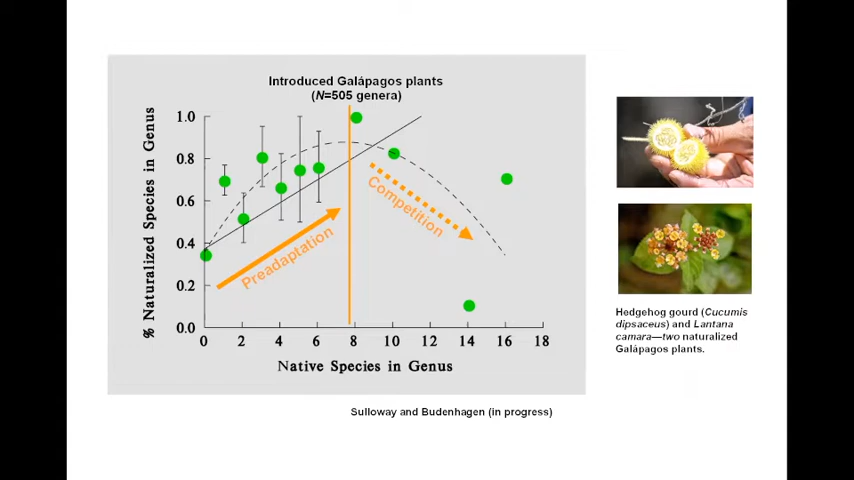 Introduced Galápagos plants
(N=505 genera)
% Naturalized Species in Genus
1.0
0.8
0.6
0.4
0.2
0.0
Preadaptation
Competition
0 2 4 6 8 10 12 14 16 18
Native Species in Genus
Sulloway and Budenhagen (in progress)
Hedgehog gourd (Cucumis
dipsaceus) and Lantana
camara—two naturalized
Galápagos plants.